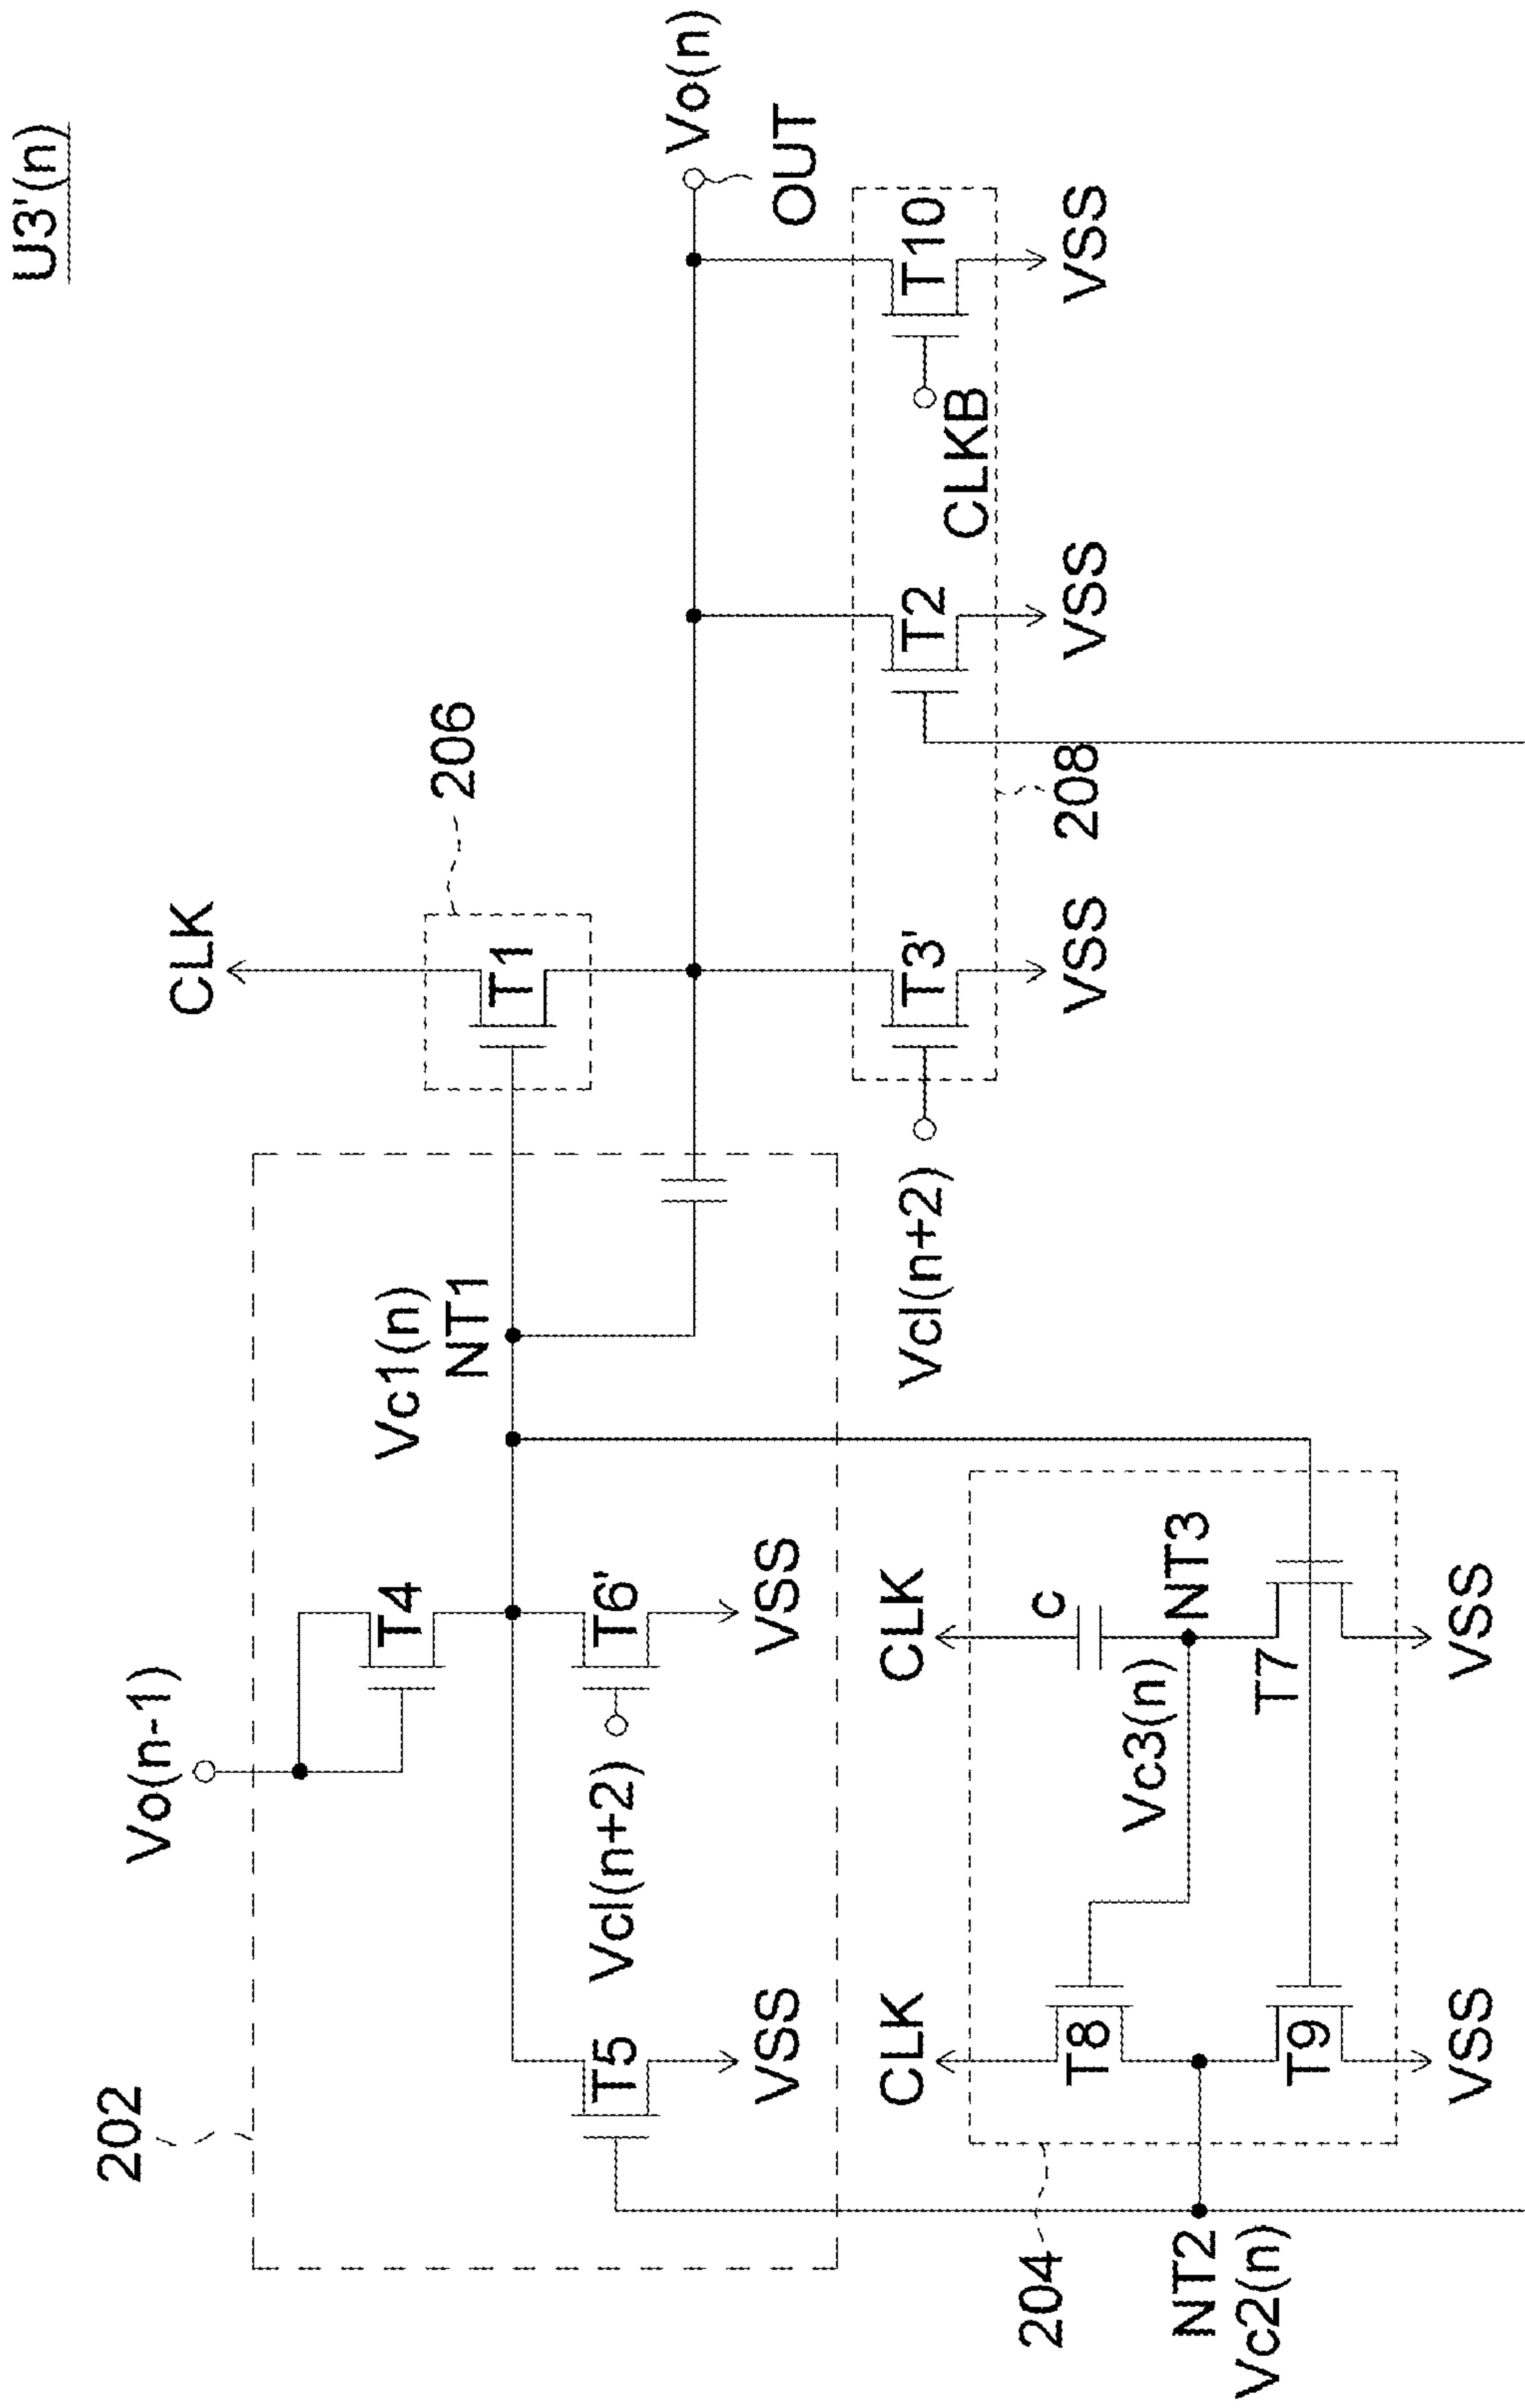 U3'(n)
Vo(n-1)
202
T4
Vc1(n)
NT1
CLK
206
T1
Vo(n)
OUT
T5
VSS
T6'
Vcl(n+2)
VSS
Vcl(n+2)
T3'
VSS
208
T2
VSS
CLKB
T10
VSS
204
CLK
T8
CLK
c
NT3
Vc3(n)
T7
T9
VSS
VSS
NT2
Vc2(n)